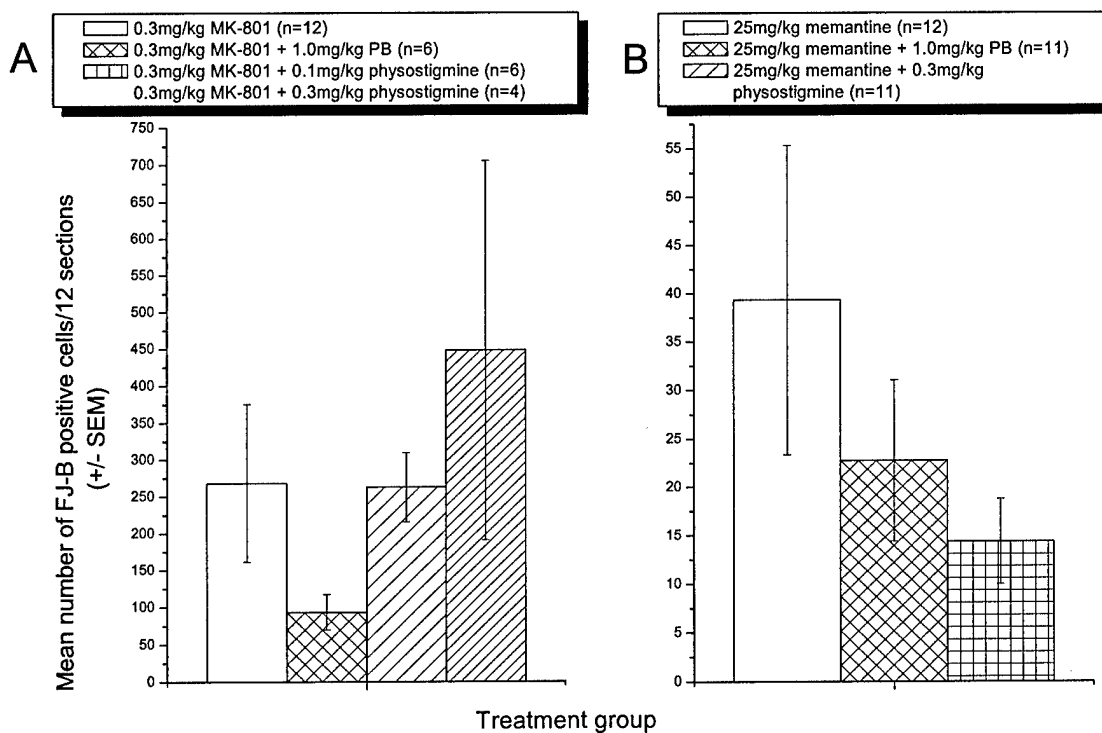 A
0.3mg/kg MK-801 (n=12)
0.3mg/kg MK-801 + 1.0mg/kg PB (n=6)
0.3mg/kg MK-801 + 0.1mg/kg physostigmine (n=6)
0.3mg/kg MK-801 + 0.3mg/kg physostigmine (n=4)
B
25mg/kg memantine (n=12)
25mg/kg memantine + 1.0mg/kg PB (n=11)
25mg/kg memantine + 0.3mg/kg
physostigmine (n=11)
Mean number of FJ-B positive cells/12 sections
(+/- SEM)
750
700
650
600
550
500
450
400
350
300
250
200
150
100
50
0
55
50
45
40
35
30
25
20
15
10
5
0
Treatment group